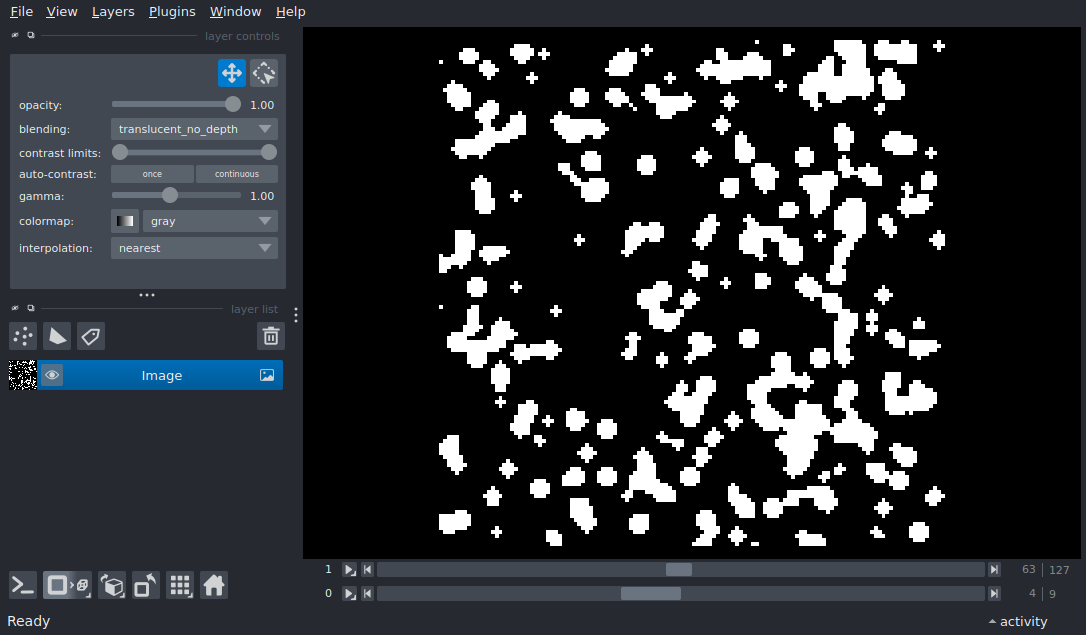 File View Layers Plugins Window Help
layer controls
opacity: 1.00
blending: translucent_no_depth
contrast limits:
auto-contrast: once continuous
gamma: 1.00
colormap: gray
interpolation: nearest
layer list
Image
1 63 127
0 4 9
Ready activity